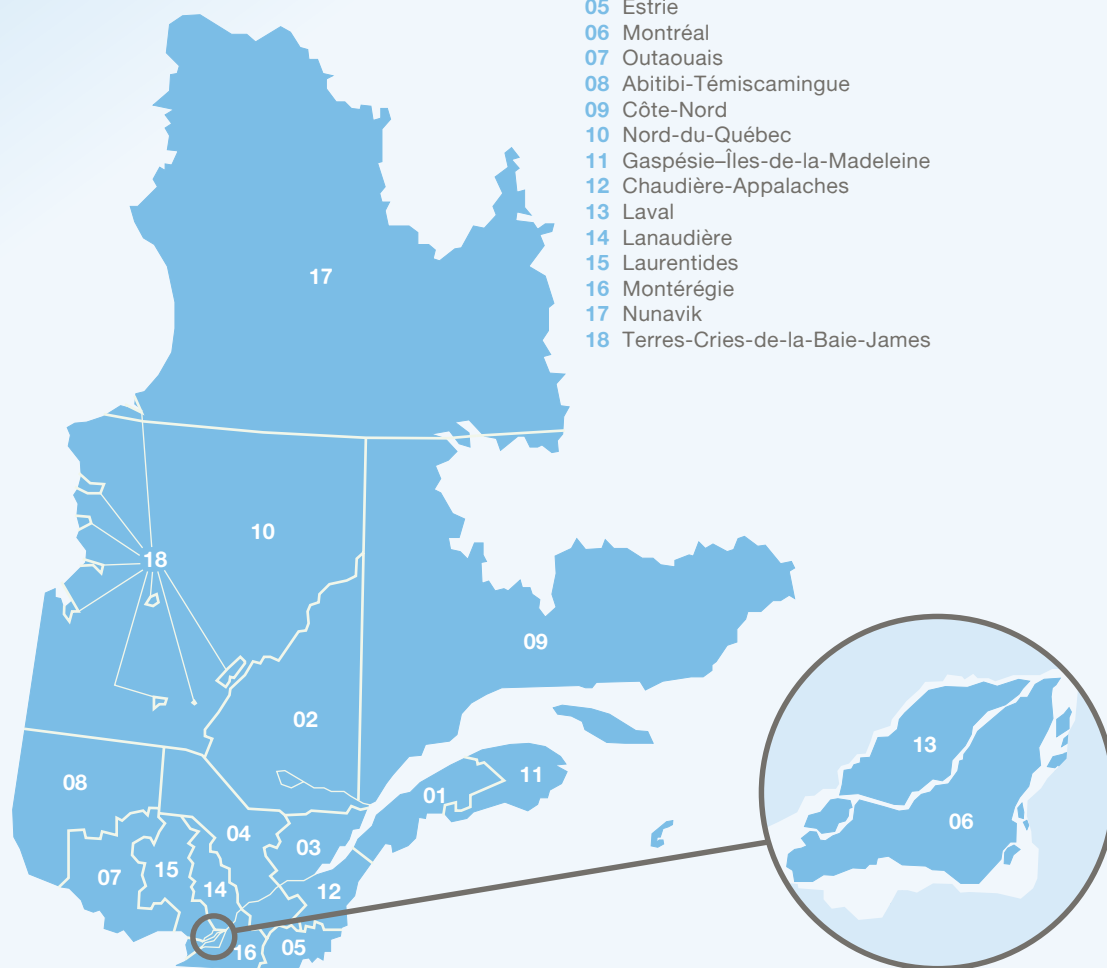 05 Estrie
06 Montréal
07 Outaouais
08 Abitibi-Témiscamingue
09 Côte-Nord
10 Nord-du-Québec
11 Gaspésie–Îles-de-la-Madeleine
12 Chaudière-Appalaches
13 Laval
14 Lanaudière
15 Laurentides
16 Montérégie
17 Nunavik
18 Terres-Cries-de-la-Baie-James
17
10
18
09
02
13
11
08
01
06
04
03
15
07
14
12
05
16